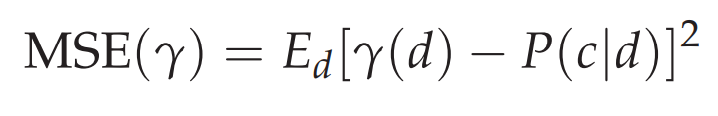 MSE(γ) = E_d[γ(d) − P(c|d)]²